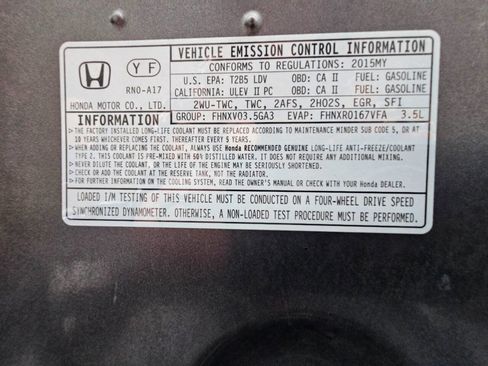 VEHICLE EMISSION CONTROL INFORMATION
Y F
CONFORMS TO REGULATIONS: 2015MY
RNO-A17
U.S. EPA: T2B5 LDV OBD: CA II FUEL: GASOLINE
CALIFORNIA: ULEV II PC OBD: CA II FUEL: GASOLINE
HONDA MOTOR CO., LTD.
2WU-TWC, TWC, 2AFS, 2HO2S, EGR, SFI
INFORMATION
GROUP: FHNXV03.5GA3 EVAP: FHNXR0167VFA 3.5L
▶THE FACTORY INSTALLED LONG-LIFE COOLANT MUST BE REPLACED ACCORDING TO MAINTENANCE MINDER SUB CODE 5, OR AT
10 YEARS WHICHEVER COMES FIRST, THEREAFTER EVERY 5 YEARS.
▶WHEN ADDING OR REPLACING THE COOLANT, ALWAYS USE Honda RECOMMENDED GENUINE LONG-LIFE ANTI-FREEZE/COOLANT
TYPE 2. THIS COOLANT IS PRE-MIXED WITH 50% DISTILLED WATER. IT DOES NOT REQUIRE ANY ADDITIONAL MIXING.
▶NEVER DILUTE THE COOLANT, OR THE LIFE OF THE ENGINE MAY BE SERIOUSLY SHORTENED.
▶CHECK OR ADD THE COOLANT AT THE RESERVE TANK, NOT THE RADIATOR.
▶FOR FURTHER INFORMATION ON THE COOLING SYSTEM, READ THE OWNER'S MANUAL OR CHECK WITH YOUR Honda DEALER.
LOADED I/M TESTING OF THIS VEHICLE MUST BE CONDUCTED ON A FOUR-WHEEL DRIVE SPEED
SYNCHRONIZED DYNAMOMETER. OTHERWISE, A NON-LOADED TEST PROCEDURE MUST BE PERFORMED.